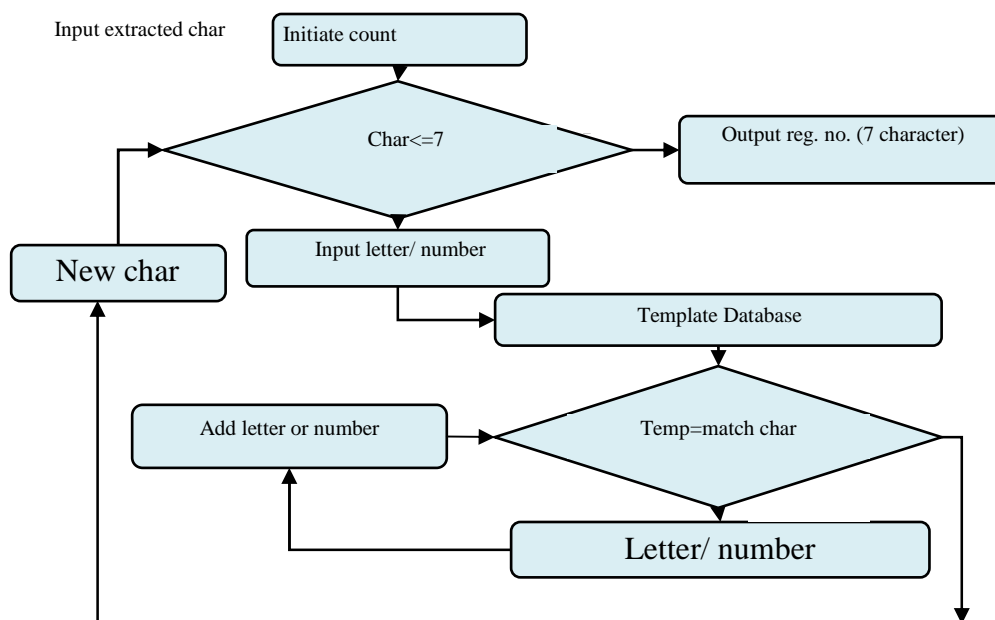 Input extracted char
Initiate count
Char<=7
Output reg. no. (7 character)
Input letter/ number
New char
Template Database
Add letter or number
Temp=match char
Letter/ number